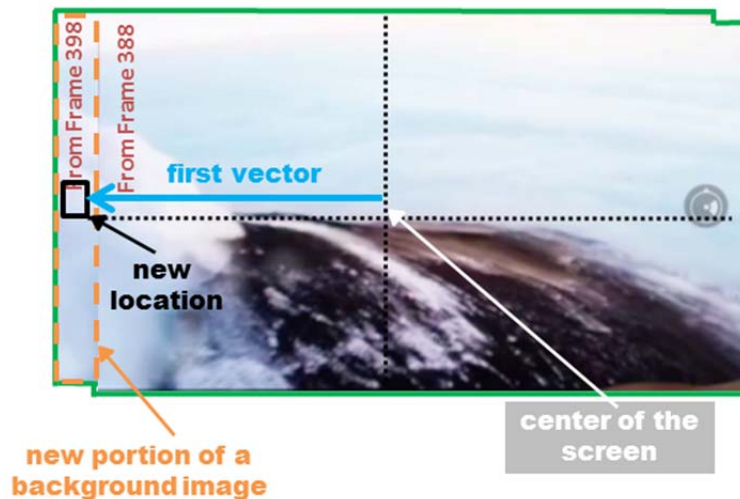 From Frame 398
From Frame 388
first vector
new
location
center of the
screen
new portion of a
background image